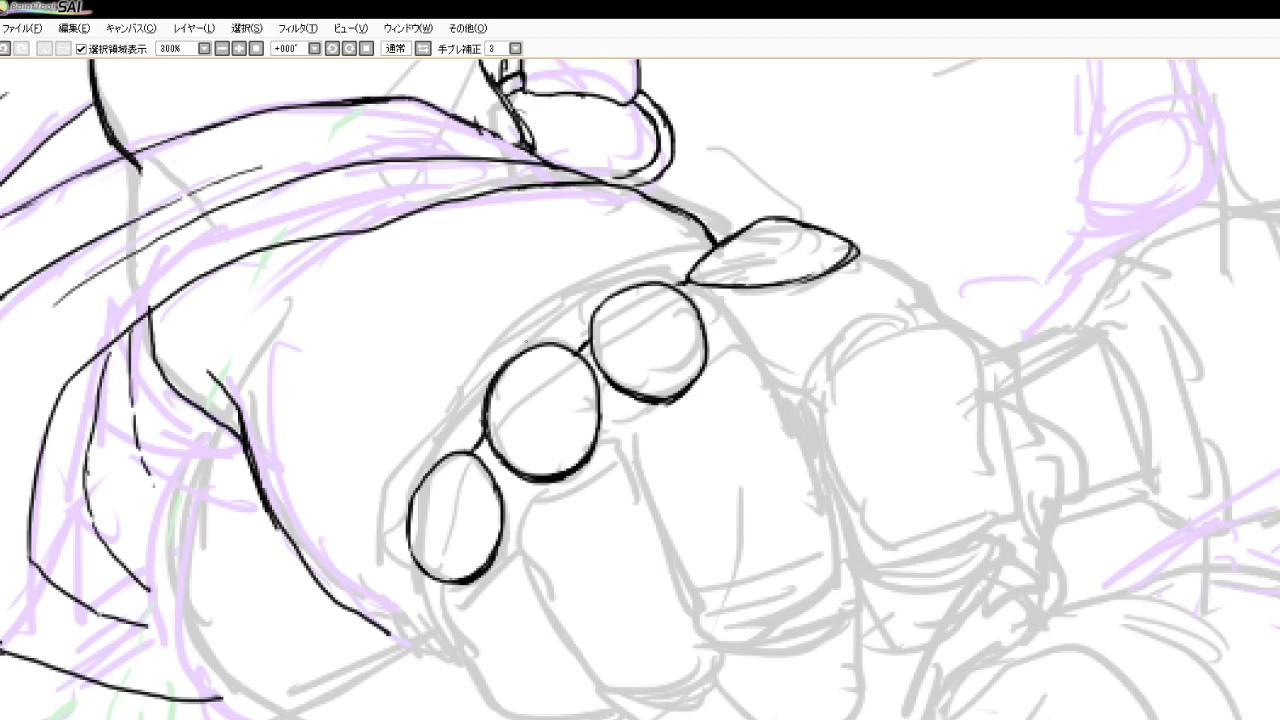 PaintTool SAI
ファイル(F) 編集(E) キャンバス(C) レイヤー(L) 選択(S) フィルタ(T) ビュー(V) ウィンドウ(W) その他(O)
選択領域表示 300% +000° 通常 手ブレ補正 3